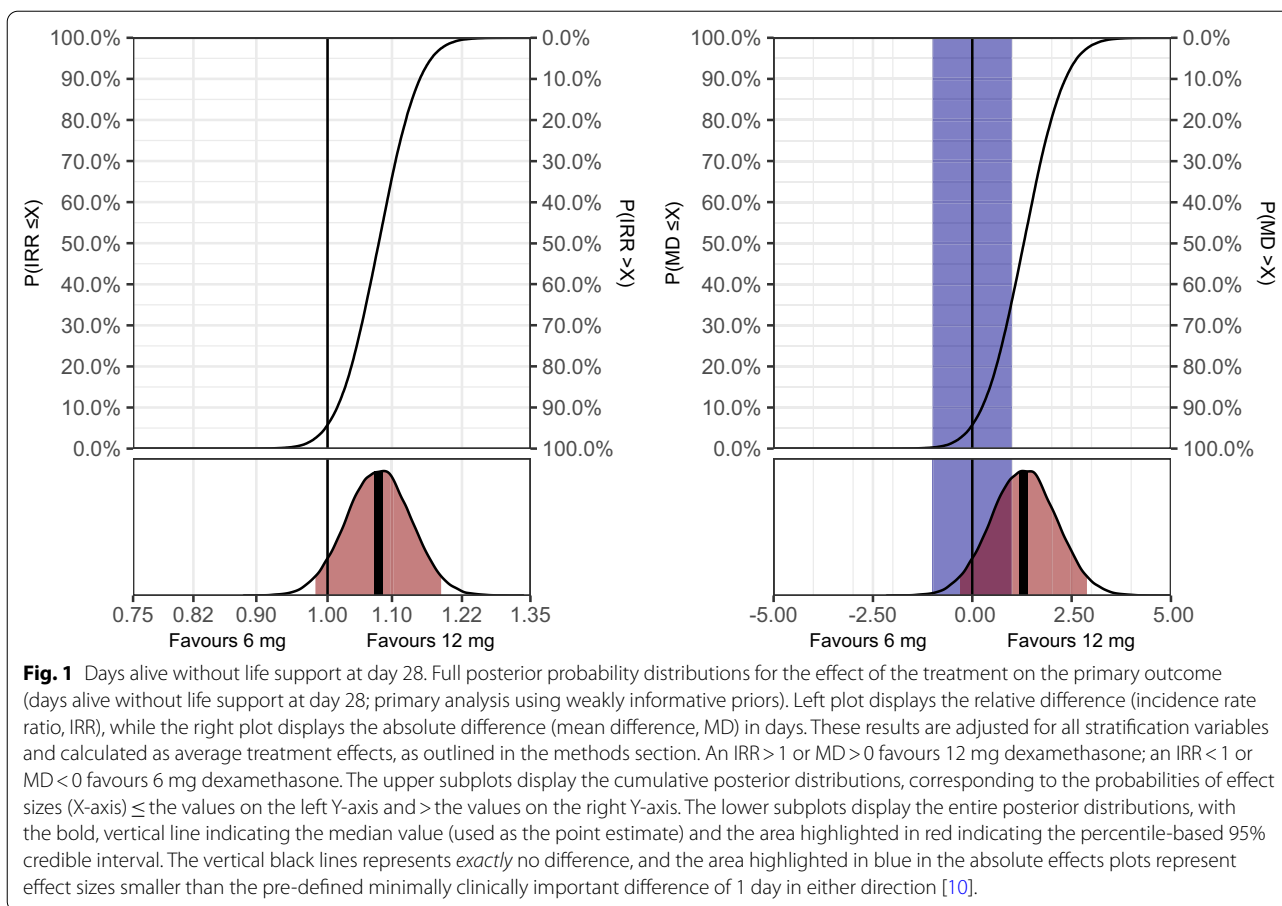 100.0%
90.0%
80.0%
70.0%
60.0%
50.0%
40.0%
30.0%
20.0%
10.0%
0.0%
P(IRR ≤X)
0.0%
10.0%
20.0%
30.0%
40.0%
50.0%
60.0%
70.0%
80.0%
90.0%
100.0%
P(IRR >X)
0.75 0.82 0.90 1.00 1.10 1.22 1.35
Favours 6 mg Favours 12 mg
100.0%
90.0%
80.0%
70.0%
60.0%
50.0%
40.0%
30.0%
20.0%
10.0%
0.0%
P(MD ≤X)
0.0%
10.0%
20.0%
30.0%
40.0%
50.0%
60.0%
70.0%
80.0%
90.0%
100.0%
P(MD >X)
-5.00 -2.50 0.00 2.50 5.00
Favours 6 mg Favours 12 mg
Fig. 1 Days alive without life support at day 28. Full posterior probability distributions for the effect of the treatment on the primary outcome
(days alive without life support at day 28; primary analysis using weakly informative priors). Left plot displays the relative difference (incidence rate
ratio, IRR), while the right plot displays the absolute difference (mean difference, MD) in days. These results are adjusted for all stratification variables
and calculated as average treatment effects, as outlined in the methods section. An IRR > 1 or MD > 0 favours 12 mg dexamethasone; an IRR < 1 or
MD < 0 favours 6 mg dexamethasone. The upper subplots display the cumulative posterior distributions, corresponding to the probabilities of effect
sizes (X-axis) ≤ the values on the left Y-axis and > the values on the right Y-axis. The lower subplots display the entire posterior distributions, with
the bold, vertical line indicating the median value (used as the point estimate) and the area highlighted in red indicating the percentile-based 95%
credible interval. The vertical black lines represents exactly no difference, and the area highlighted in blue in the absolute effects plots represent
effect sizes smaller than the pre-defined minimally clinically important difference of 1 day in either direction [10].